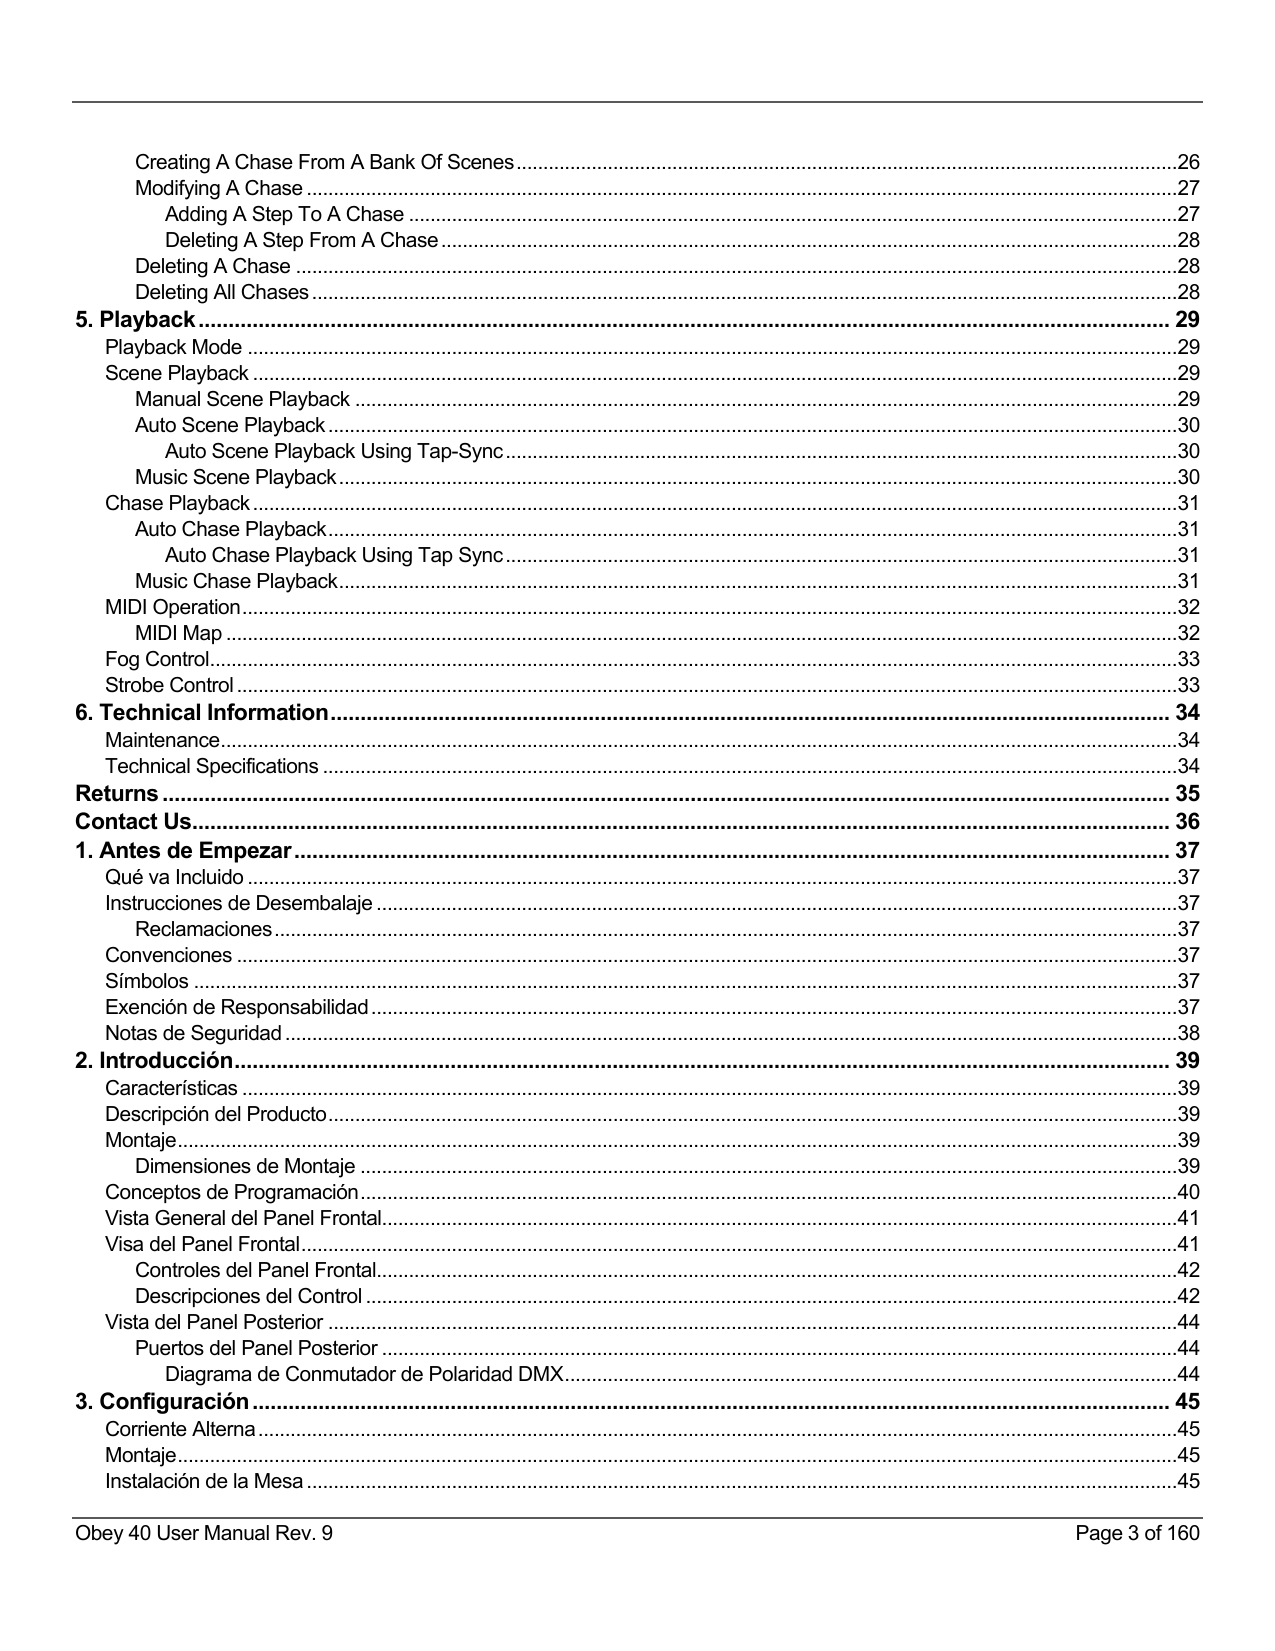 Creating A Chase From A Bank Of Scenes....................26
Modifying A Chase ....................27
Adding A Step To A Chase ....................27
Deleting A Step From A Chase....................28
Deleting A Chase ....................28
Deleting All Chases....................28
5. Playback.................... 29
Playback Mode ....................29
Scene Playback ....................29
Manual Scene Playback ....................29
Auto Scene Playback....................30
Auto Scene Playback Using Tap-Sync....................30
Music Scene Playback....................30
Chase Playback....................31
Auto Chase Playback....................31
Auto Chase Playback Using Tap Sync....................31
Music Chase Playback....................31
MIDI Operation....................32
MIDI Map ....................32
Fog Control....................33
Strobe Control....................33
6. Technical Information.................... 34
Maintenance....................34
Technical Specifications ....................34
Returns.................... 35
Contact Us.................... 36
1. Antes de Empezar.................... 37
Qué va Incluido ....................37
Instrucciones de Desembalaje ....................37
Reclamaciones....................37
Convenciones ....................37
Símbolos ....................37
Exención de Responsabilidad....................37
Notas de Seguridad....................38
2. Introducción.................... 39
Características ....................39
Descripción del Producto....................39
Montaje....................39
Dimensiones de Montaje ....................39
Conceptos de Programación....................40
Vista General del Panel Frontal....................41
Visa del Panel Frontal....................41
Controles del Panel Frontal....................42
Descripciones del Control....................42
Vista del Panel Posterior ....................44
Puertos del Panel Posterior ....................44
Diagrama de Conmutador de Polaridad DMX....................44
3. Configuración.................... 45
Corriente Alterna....................45
Montaje....................45
Instalación de la Mesa....................45
Obey 40 User Manual Rev. 9 Page 3 of 160